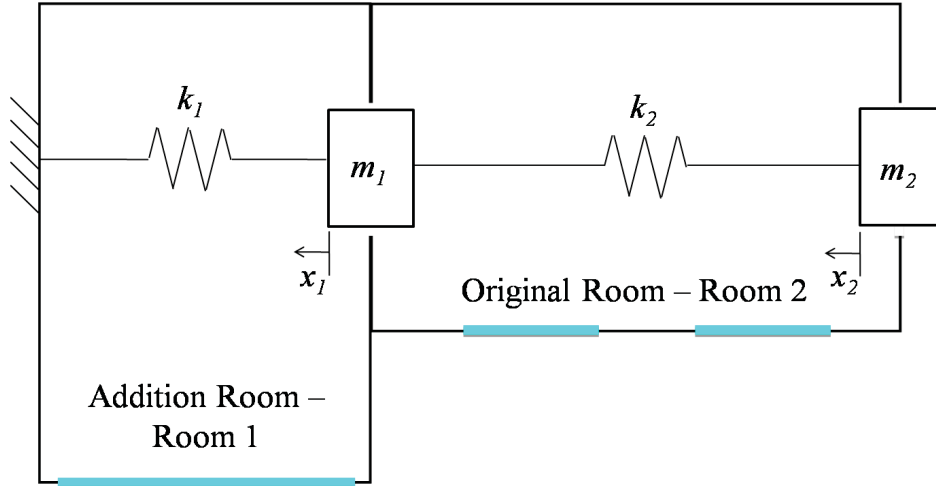 k1
k2
m1
m2
x1
x2
Original Room – Room 2
Addition Room –
Room 1